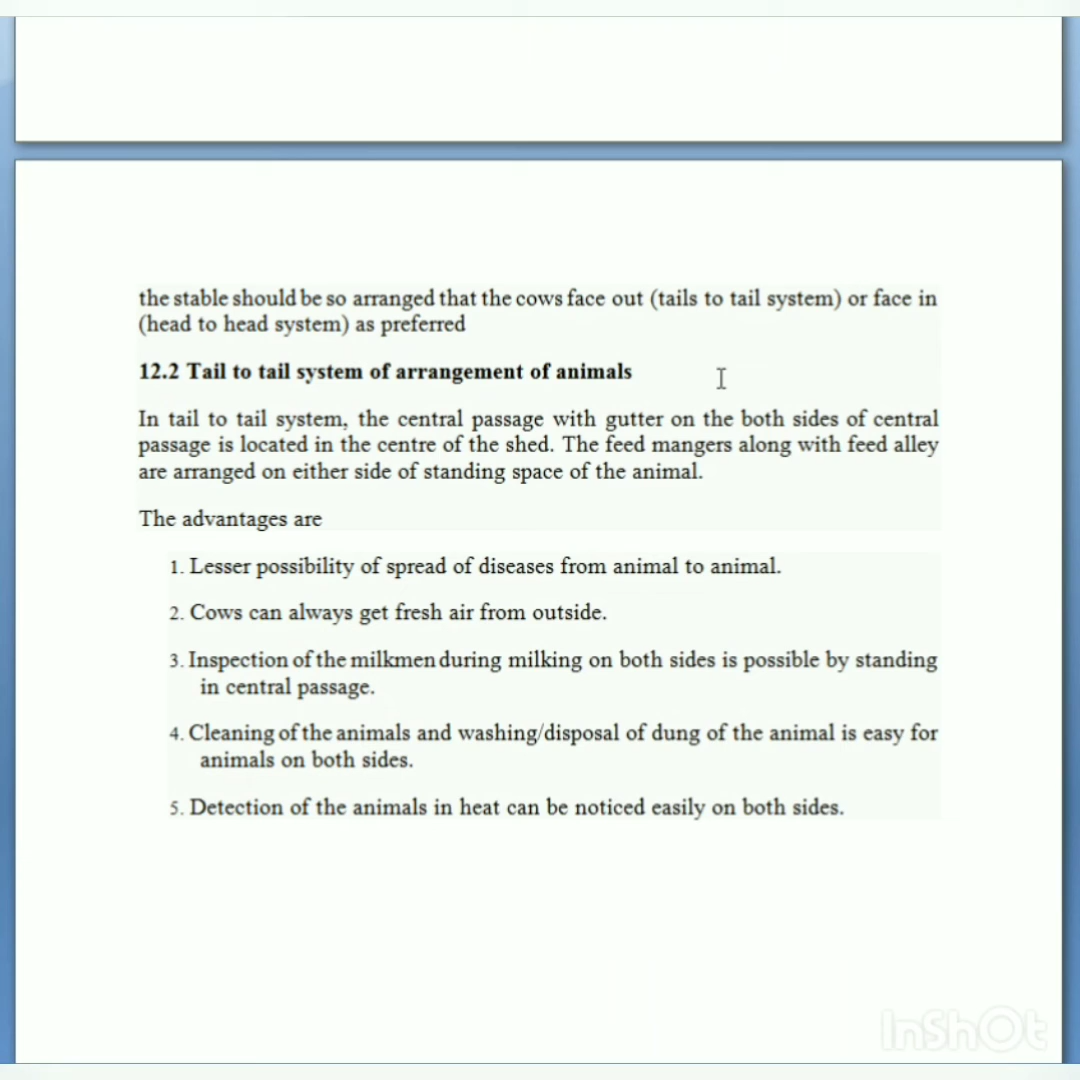 the stable should be so arranged that the cows face out (tails to tail system) or face in
(head to head system) as preferred
12.2 Tail to tail system of arrangement of animals
In tail to tail system, the central passage with gutter on the both sides of central
passage is located in the centre of the shed. The feed mangers along with feed alley
are arranged on either side of standing space of the animal.
The advantages are
1. Lesser possibility of spread of diseases from animal to animal.
2. Cows can always get fresh air from outside.
3. Inspection of the milkmen during milking on both sides is possible by standing
in central passage.
4. Cleaning of the animals and washing/disposal of dung of the animal is easy for
animals on both sides.
5. Detection of the animals in heat can be noticed easily on both sides.
InShOt